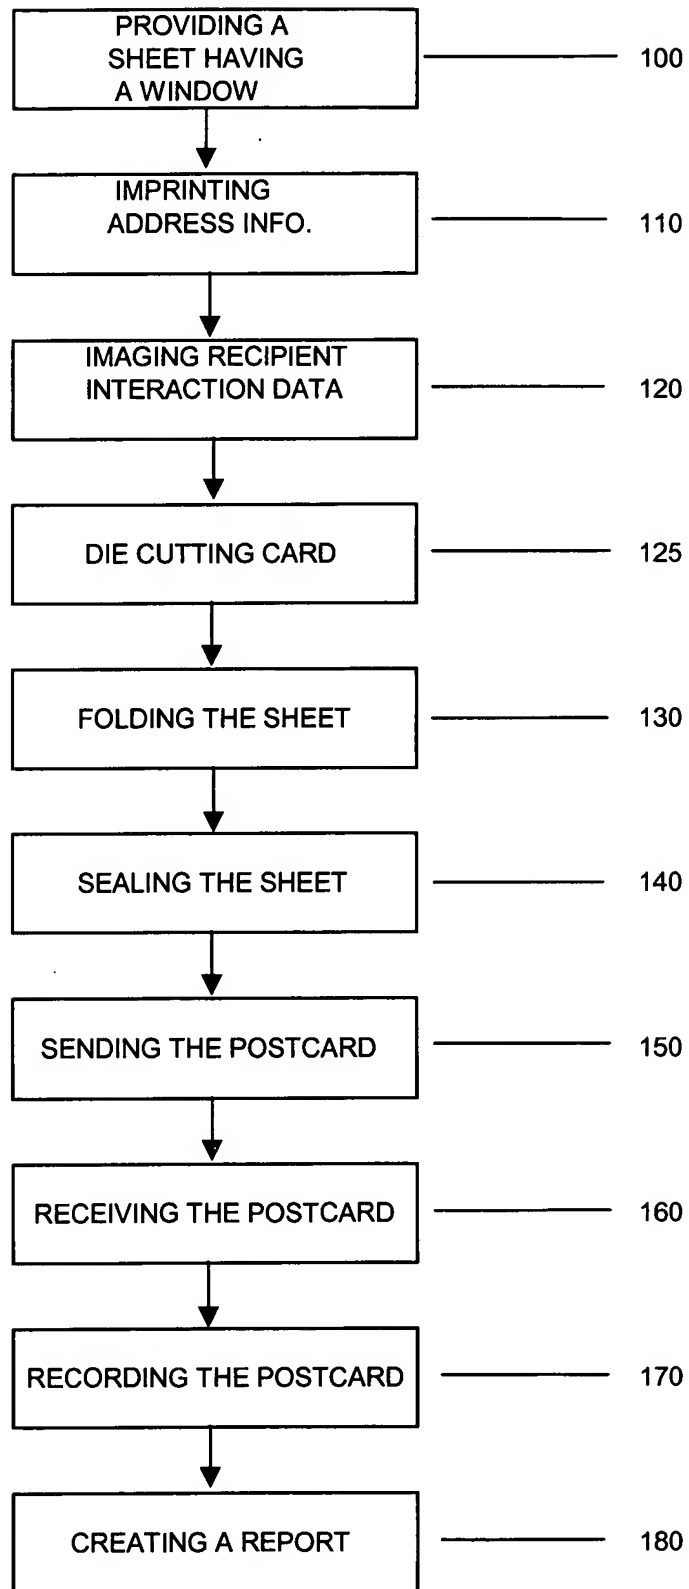 PROVIDING A
SHEET HAVING
A WINDOW
100
IMPRINTING
ADDRESS INFO.
110
IMAGING RECIPIENT
INTERACTION DATA
120
DIE CUTTING CARD
125
FOLDING THE SHEET
130
SEALING THE SHEET
140
SENDING THE POSTCARD
150
RECEIVING THE POSTCARD
160
RECORDING THE POSTCARD
170
CREATING A REPORT
180